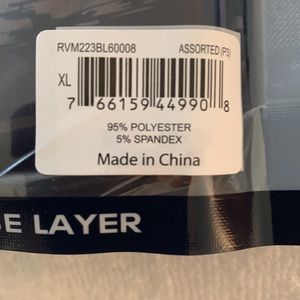 RVM223BL60008 ASSORTED (P3)
XL
7 66159 44990 8
95% POLYESTER
5% SPANDEX
Made in China
LAYER